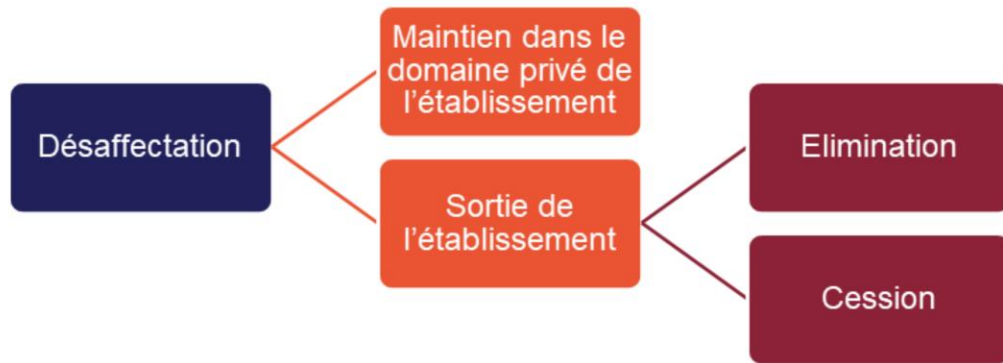 Désaffectation
Maintien dans le
domaine privé de
l'établissement
Sortie de
l'établissement
Elimination
Cession